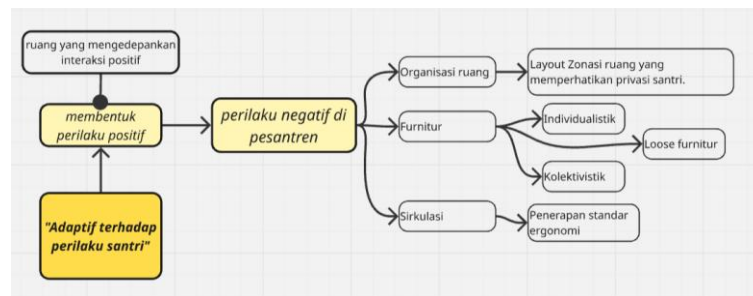 ruang yang mengedepankan
interaksi positif
membentuk
perilaku positif
"Adaptif terhadap
perilaku santri"
perilaku negatif di
pesantren
Organisasi ruang
Layout Zonasi ruang yang
memperhatikan privasi santri.
Furnitur
Individualistik
Loose furnitur
Kolektivistik
Sirkulasi
Penerapan standar
ergonomi